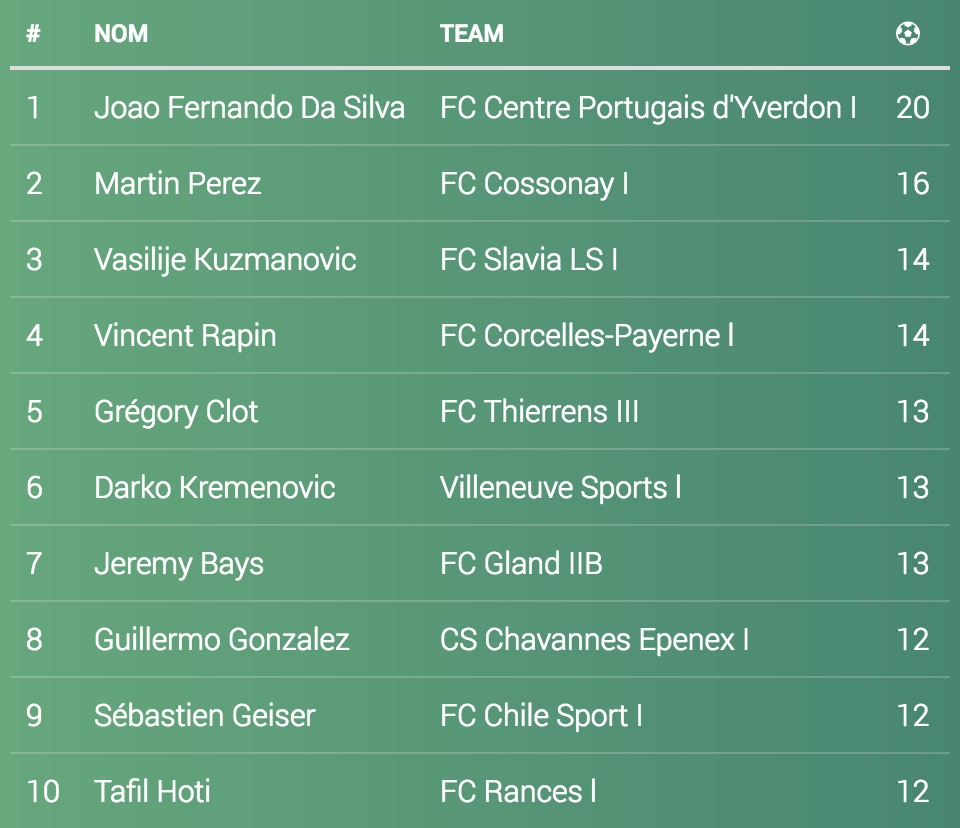 # NOM TEAM
1 Joao Fernando Da Silva FC Centre Portugais d'Yverdon I 20
2 Martin Perez FC Cossonay I 16
3 Vasilije Kuzmanovic FC Slavia LS I 14
4 Vincent Rapin FC Corcelles-Payerne l 14
5 Grégory Clot FC Thierrens III 13
6 Darko Kremenovic Villeneuve Sports l 13
7 Jeremy Bays FC Gland IIB 13
8 Guillermo Gonzalez CS Chavannes Epenex I 12
9 Sébastien Geiser FC Chile Sport I 12
10 Tafil Hoti FC Rances l 12